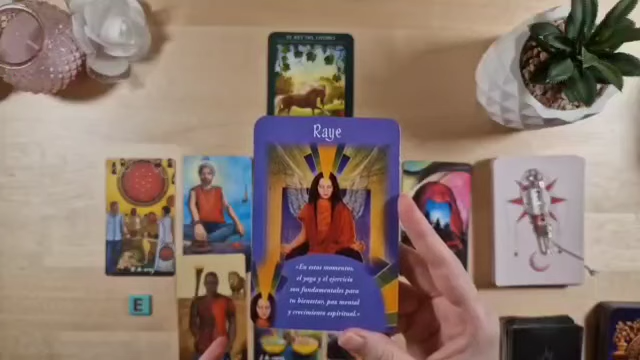 Raye
«En estos momentos,
el yoga y el ejercicio
son fundamentales para
tu bienestar, paz mental
y crecimiento espiritual.»
E